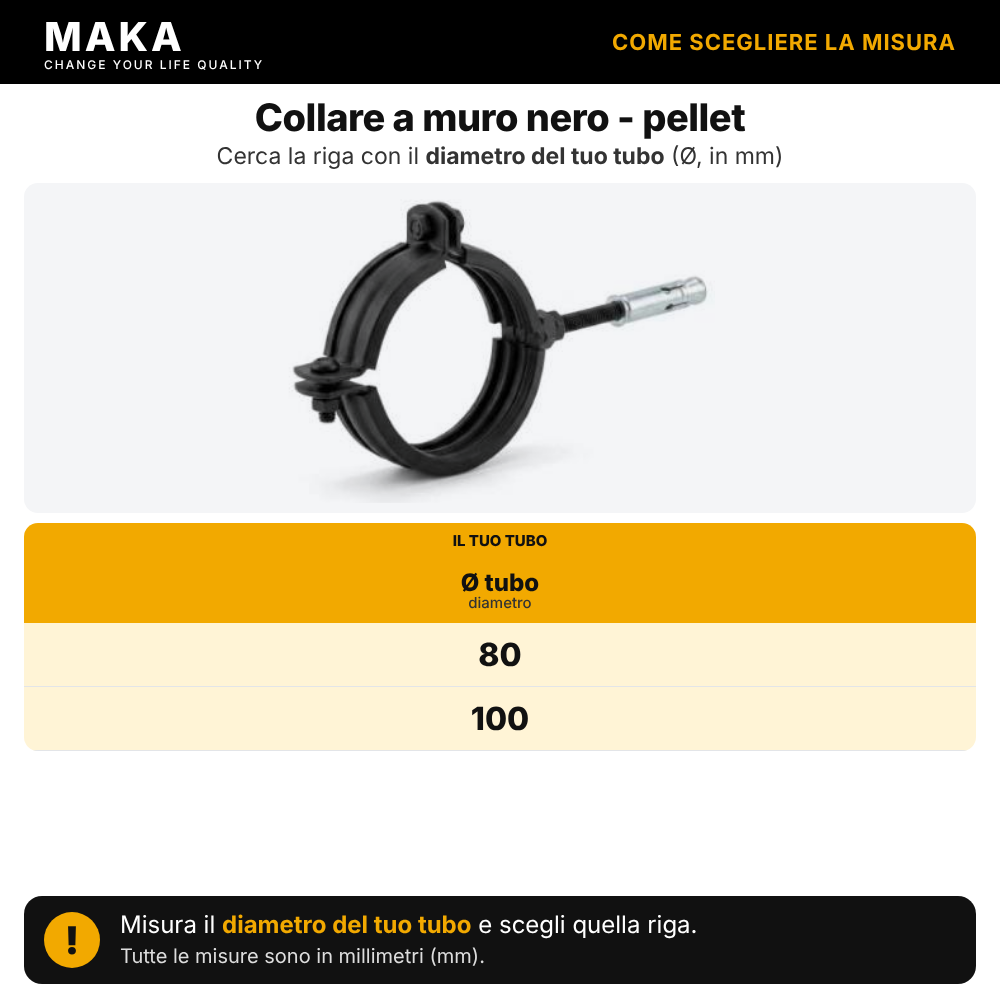 MAKA
CHANGE YOUR LIFE QUALITY
COME SCEGLIERE LA MISURA
Collare a muro nero - pellet
Cerca la riga con il diametro del tuo tubo (Ø, in mm)
IL TUO TUBO
Ø tubo
diametro
80
100
!
Misura il diametro del tuo tubo e scegli quella riga.
Tutte le misure sono in millimetri (mm).